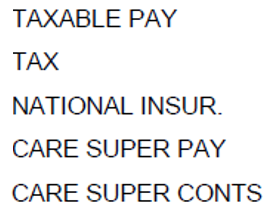 TAXABLE PAY
TAX
NATIONAL INSUR.
CARE SUPER PAY
CARE SUPER CONTS